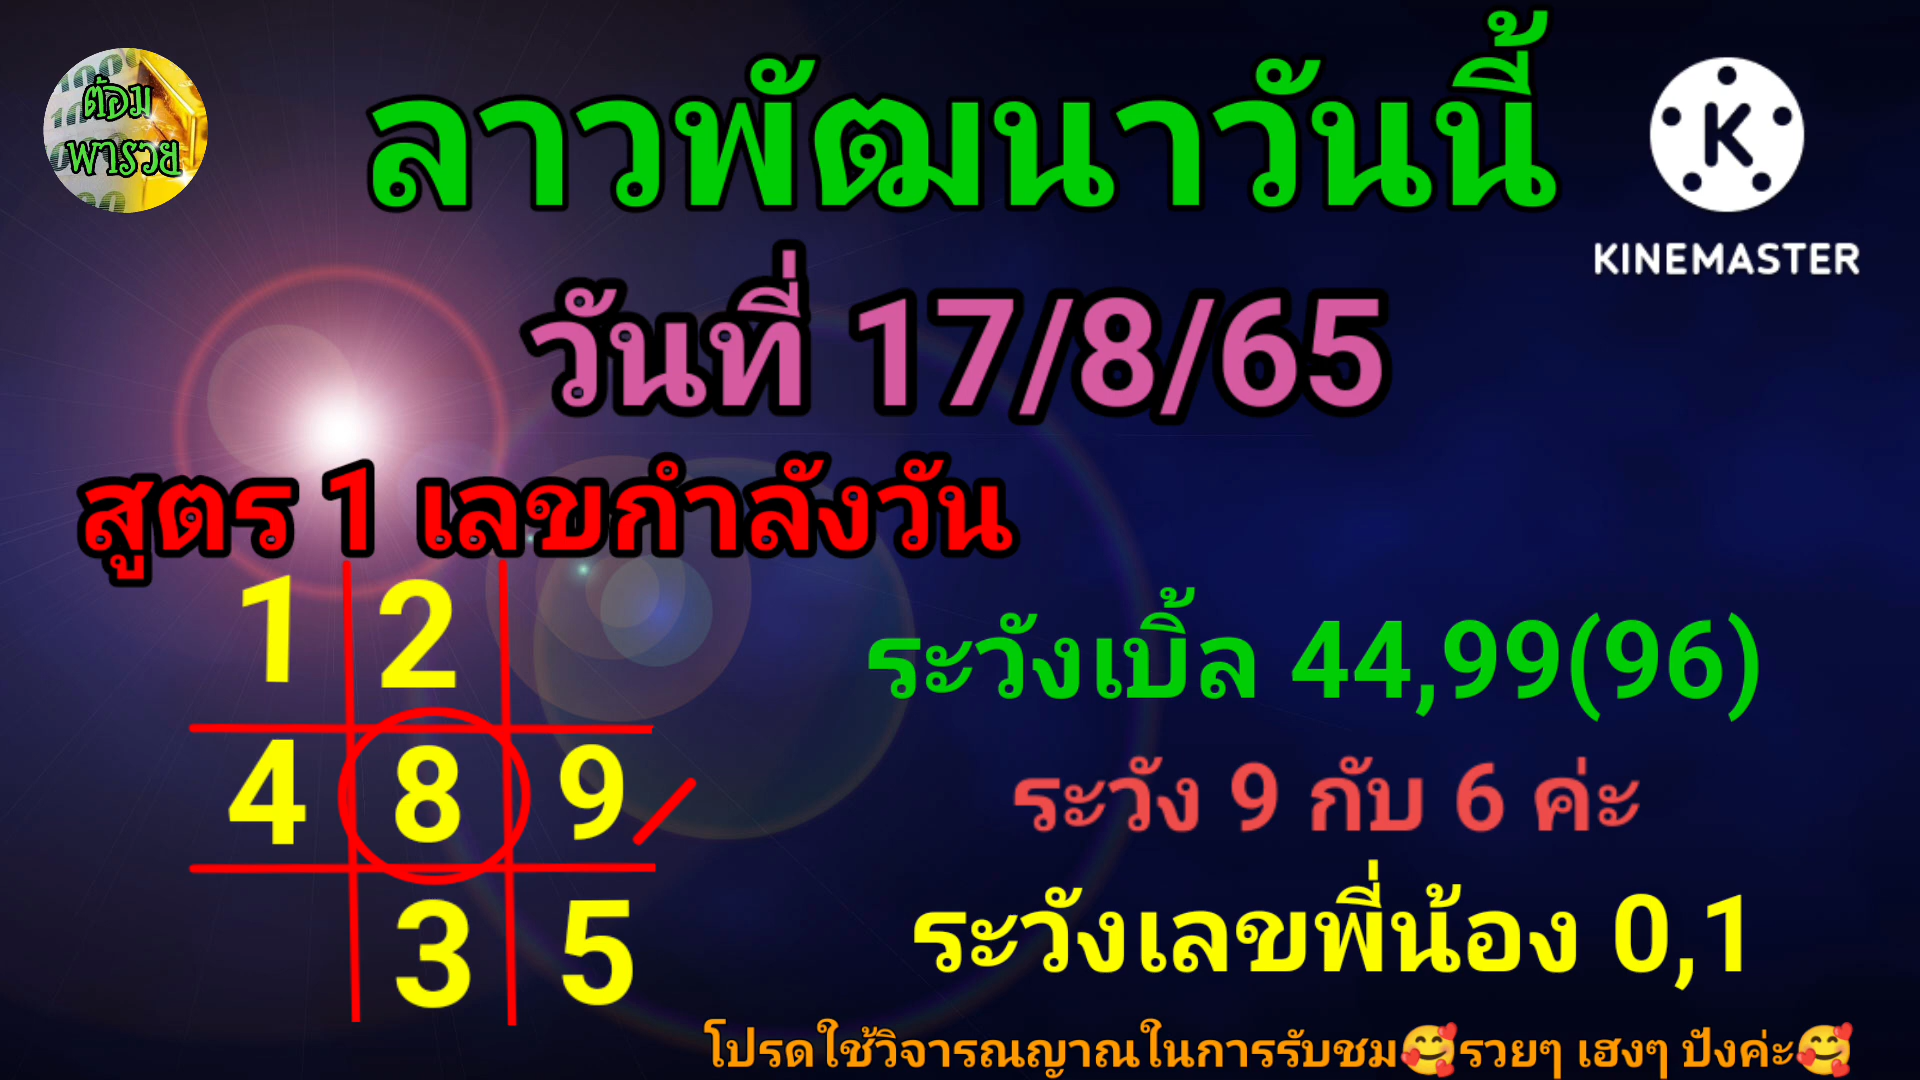 ต้อม
พารวย
ลาวพัฒนาวันนี้
KINEMASTER
วันที่ 17/8/65
สูตร 1 เลขกำลังวัน
1 2
4 8 9
3 5
ระวังเบิ้ล 44,99(96)
ระวัง 9 กับ 6 ค่ะ
ระวังเลขพี่น้อง 0,1
โปรดใช้วิจารณญาณในการรับชม🥰รวยๆ เฮงๆ ปังค่ะ🥰